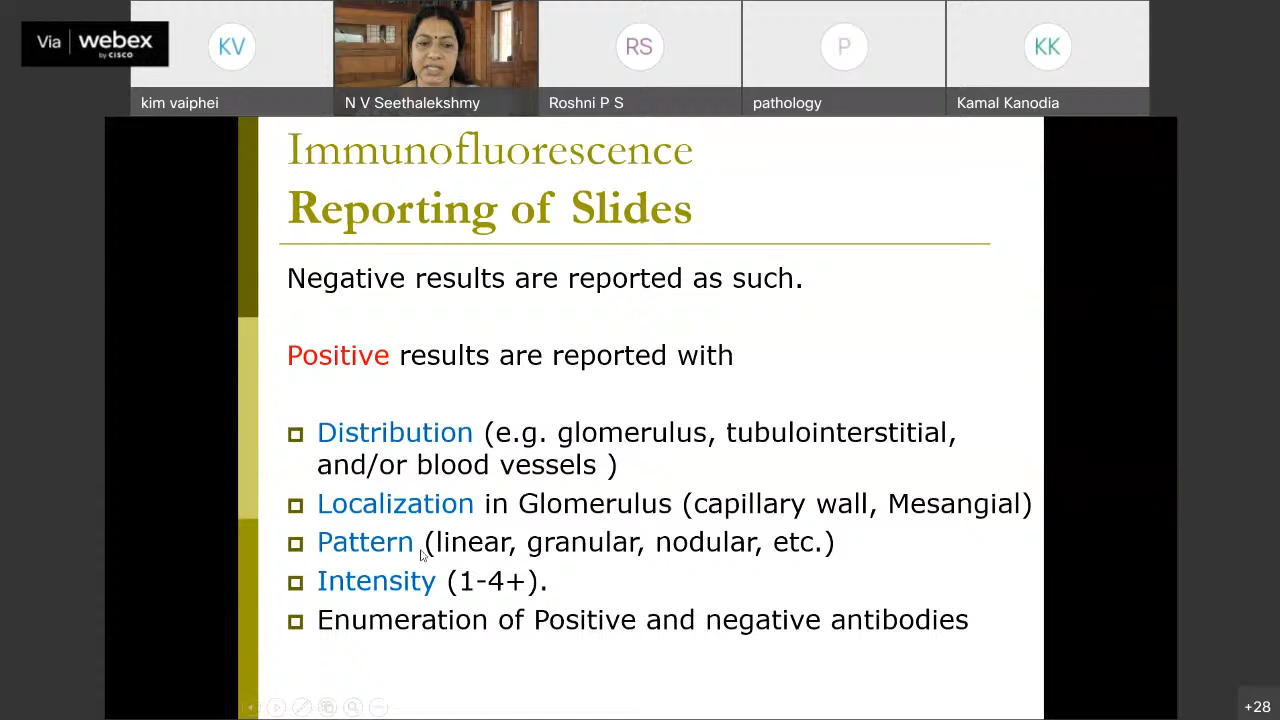 Via webex
by CISCO
KV
RS
P
KK
kim vaiphei
N V Seethalekshmy
Roshni P S
pathology
Kamal Kanodia
Immunofluorescence
Reporting of Slides
Negative results are reported as such.
Positive results are reported with
Distribution (e.g. glomerulus, tubulointerstitial,
and/or blood vessels )
Localization in Glomerulus (capillary wall, Mesangial)
Pattern (linear, granular, nodular, etc.)
Intensity (1-4+).
Enumeration of Positive and negative antibodies
+28